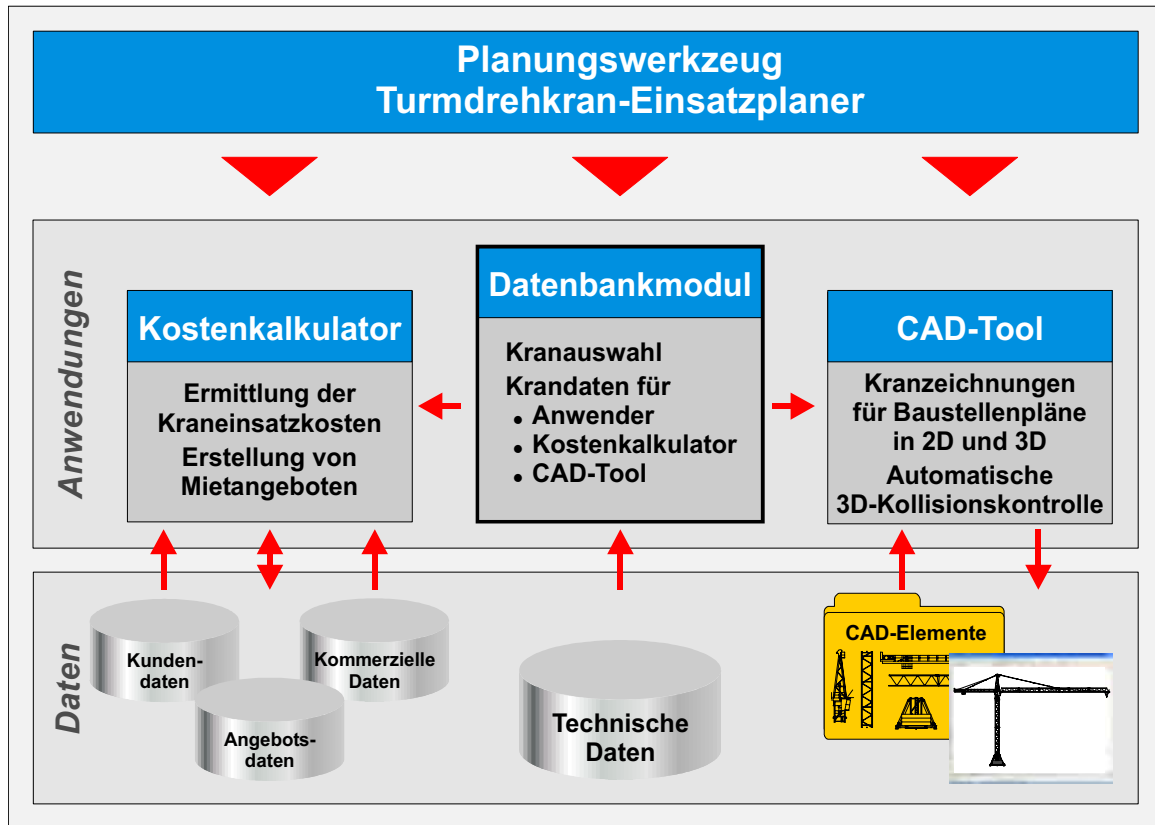 Planungswerkzeug
Turmdrehkran-Einsatzplaner
Anwendungen
Kostenkalkulator
Ermittlung der
Kraneinsatzkosten
Erstellung von
Mietangeboten
Datenbankmodul
Kranauswahl
Krandaten für
• Anwender
• Kostenkalkulator
• CAD-Tool
CAD-Tool
Kranzeichnungen
für Baustellenpläne
in 2D und 3D
Automatische
3D-Kollisionskontrolle
Daten
Kunden-
daten
Angebots-
daten
Kommerzielle
Daten
Technische
Daten
CAD-Elemente